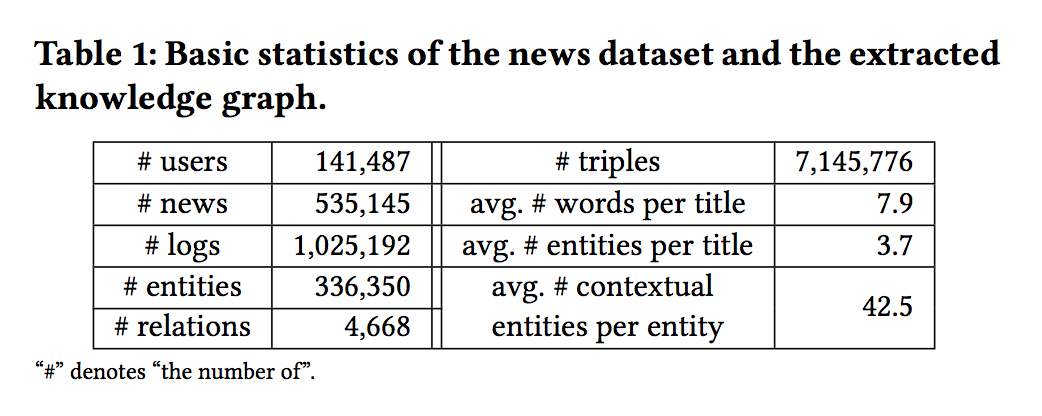 Table 1: Basic statistics of the news dataset and the extracted
knowledge graph.
# users 141,487 # triples 7,145,776
# news 535,145 avg. # words per title 7.9
# logs 1,025,192 avg. # entities per title 3.7
# entities 336,350 avg. # contextual
# relations 4,668 entities per entity 42.5
“#” denotes “the number of”.